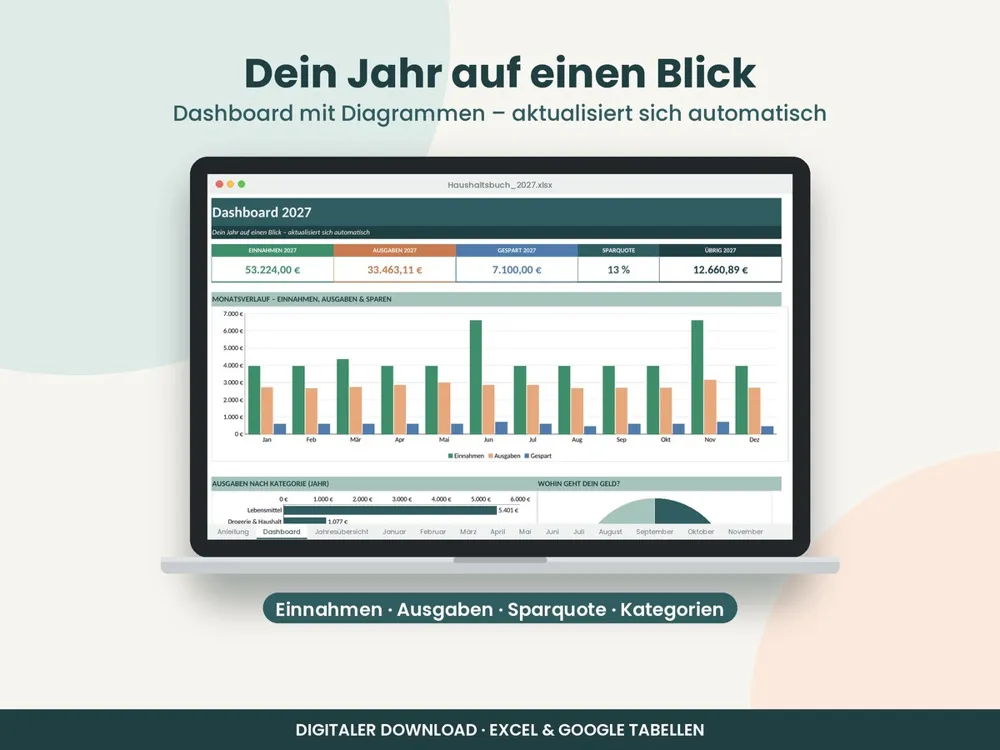 Dein Jahr auf einen Blick
Dashboard mit Diagrammen – aktualisiert sich automatisch
Haushaltsbuch_2027.xlsx
Dashboard 2027
Dein Jahr auf einen Blick – aktualisiert sich automatisch
EINNAHMEN 2027 AUSGABEN 2027 GESPART 2027 SPARQUOTE ÜBRIG 2027
53.224,00 € 33.463,11 € 7.100,00 € 13 % 12.660,89 €
MONATSVERLAUF – EINNAHMEN, AUSGABEN & SPAREN
7.000 €
6.000 €
5.000 €
4.000 €
3.000 €
2.000 €
1.000 €
0 €
Jan Feb Mär Apr Mai Jun Jul Aug Sep Okt Nov Dez
Einnahmen Ausgaben Gespart
AUSGABEN NACH KATEGORIE (JAHR) WOHIN GEHT DEIN GELD?
0 € 1.000 € 2.000 € 3.000 € 4.000 € 5.000 € 6.000 €
Lebensmittel 5.401 €
Drogerie & Haushalt 1.077 €
Anleitung Dashboard Jahresübersicht Januar Februar März April Mai Juni Juli August September Oktober November
Einnahmen · Ausgaben · Sparquote · Kategorien
DIGITALER DOWNLOAD · EXCEL & GOOGLE TABELLEN